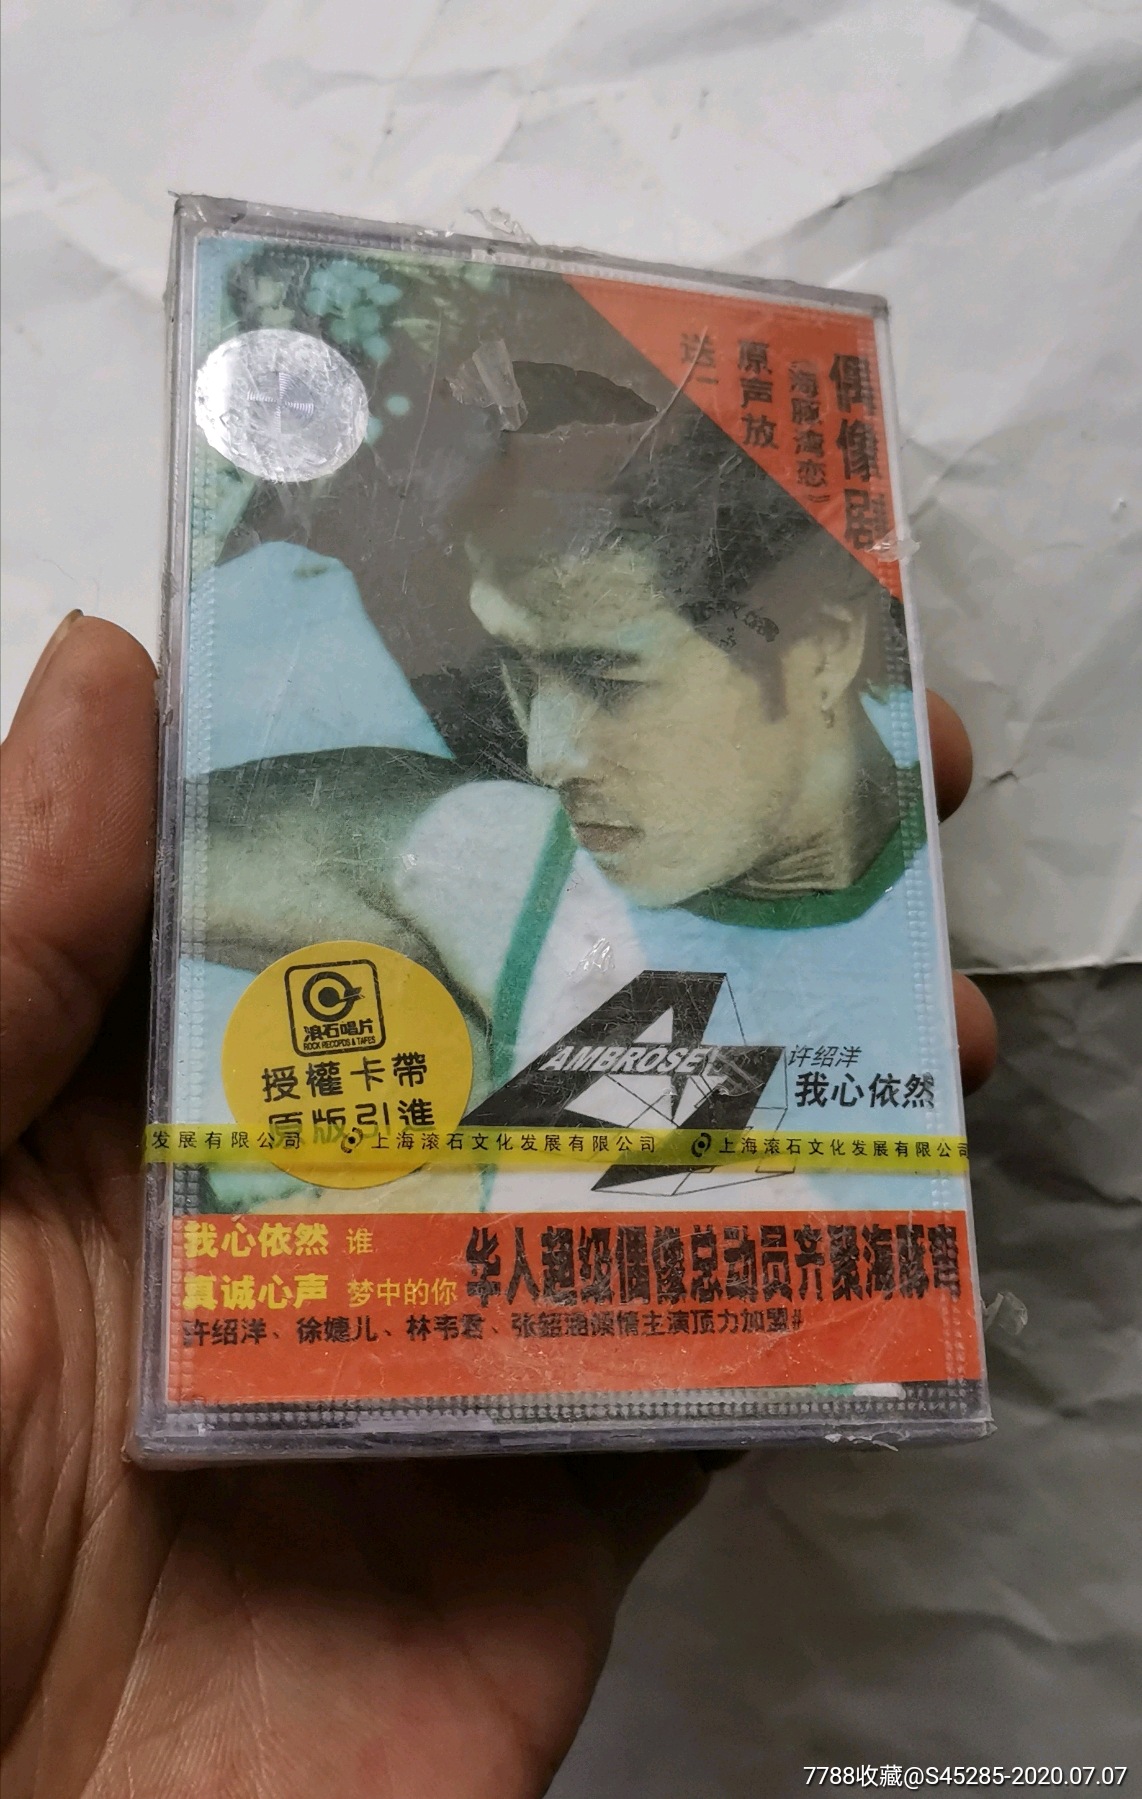 偶像剧
《海豚湾恋》
原声放
送!
滚石唱片
ROCK RECORDS & TAPES
授權卡帶
原版引進
AMBROSE
许绍洋
我心依然
发展有限公司 上海滚石文化发展有限公司 上海滚石文化发展有限公司
我心依然 谁
真诚心声 梦中的你
华人超级偶像总动员齐聚海豚湾
许绍洋、徐婕儿、林韦君、张韶涵倾情主演顶力加盟#
7788收藏@S45285-2020.07.07